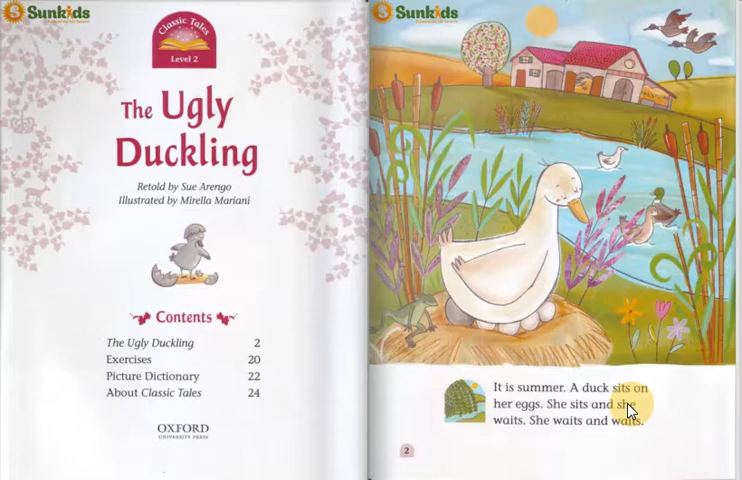 Sunkids
Classic Tales
Level 2
The Ugly
Duckling
Retold by Sue Arengo
Illustrated by Mirella Mariani
Contents
The Ugly Duckling 2
Exercises 20
Picture Dictionary 22
About Classic Tales 24
OXFORD
UNIVERSITY PRESS
Sunkids
It is summer. A duck sits on
her eggs. She sits and she
waits. She waits and waits.
2